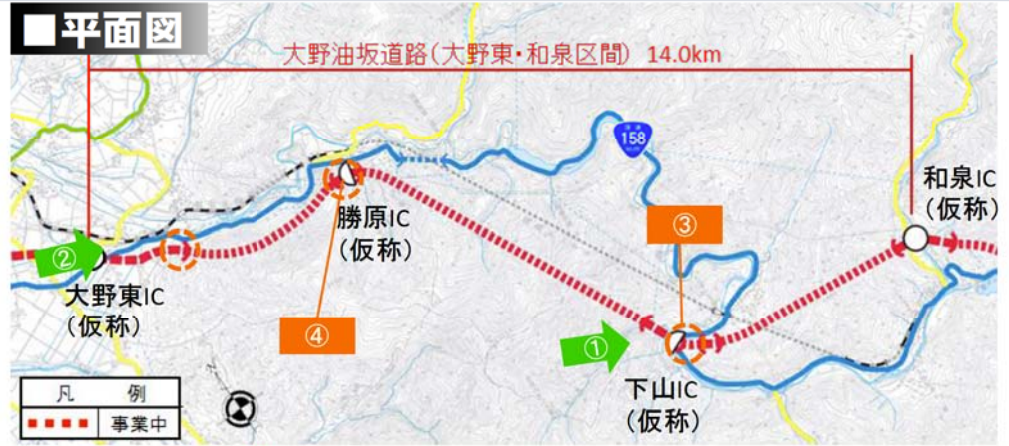 ■平面図
大野油坂道路(大野東・和泉区間) 14.0km
158
和泉IC
(仮称)
勝原IC
(仮称)
③
②
大野東IC
(仮称)
④
①
下山IC
(仮称)
凡 例
事業中